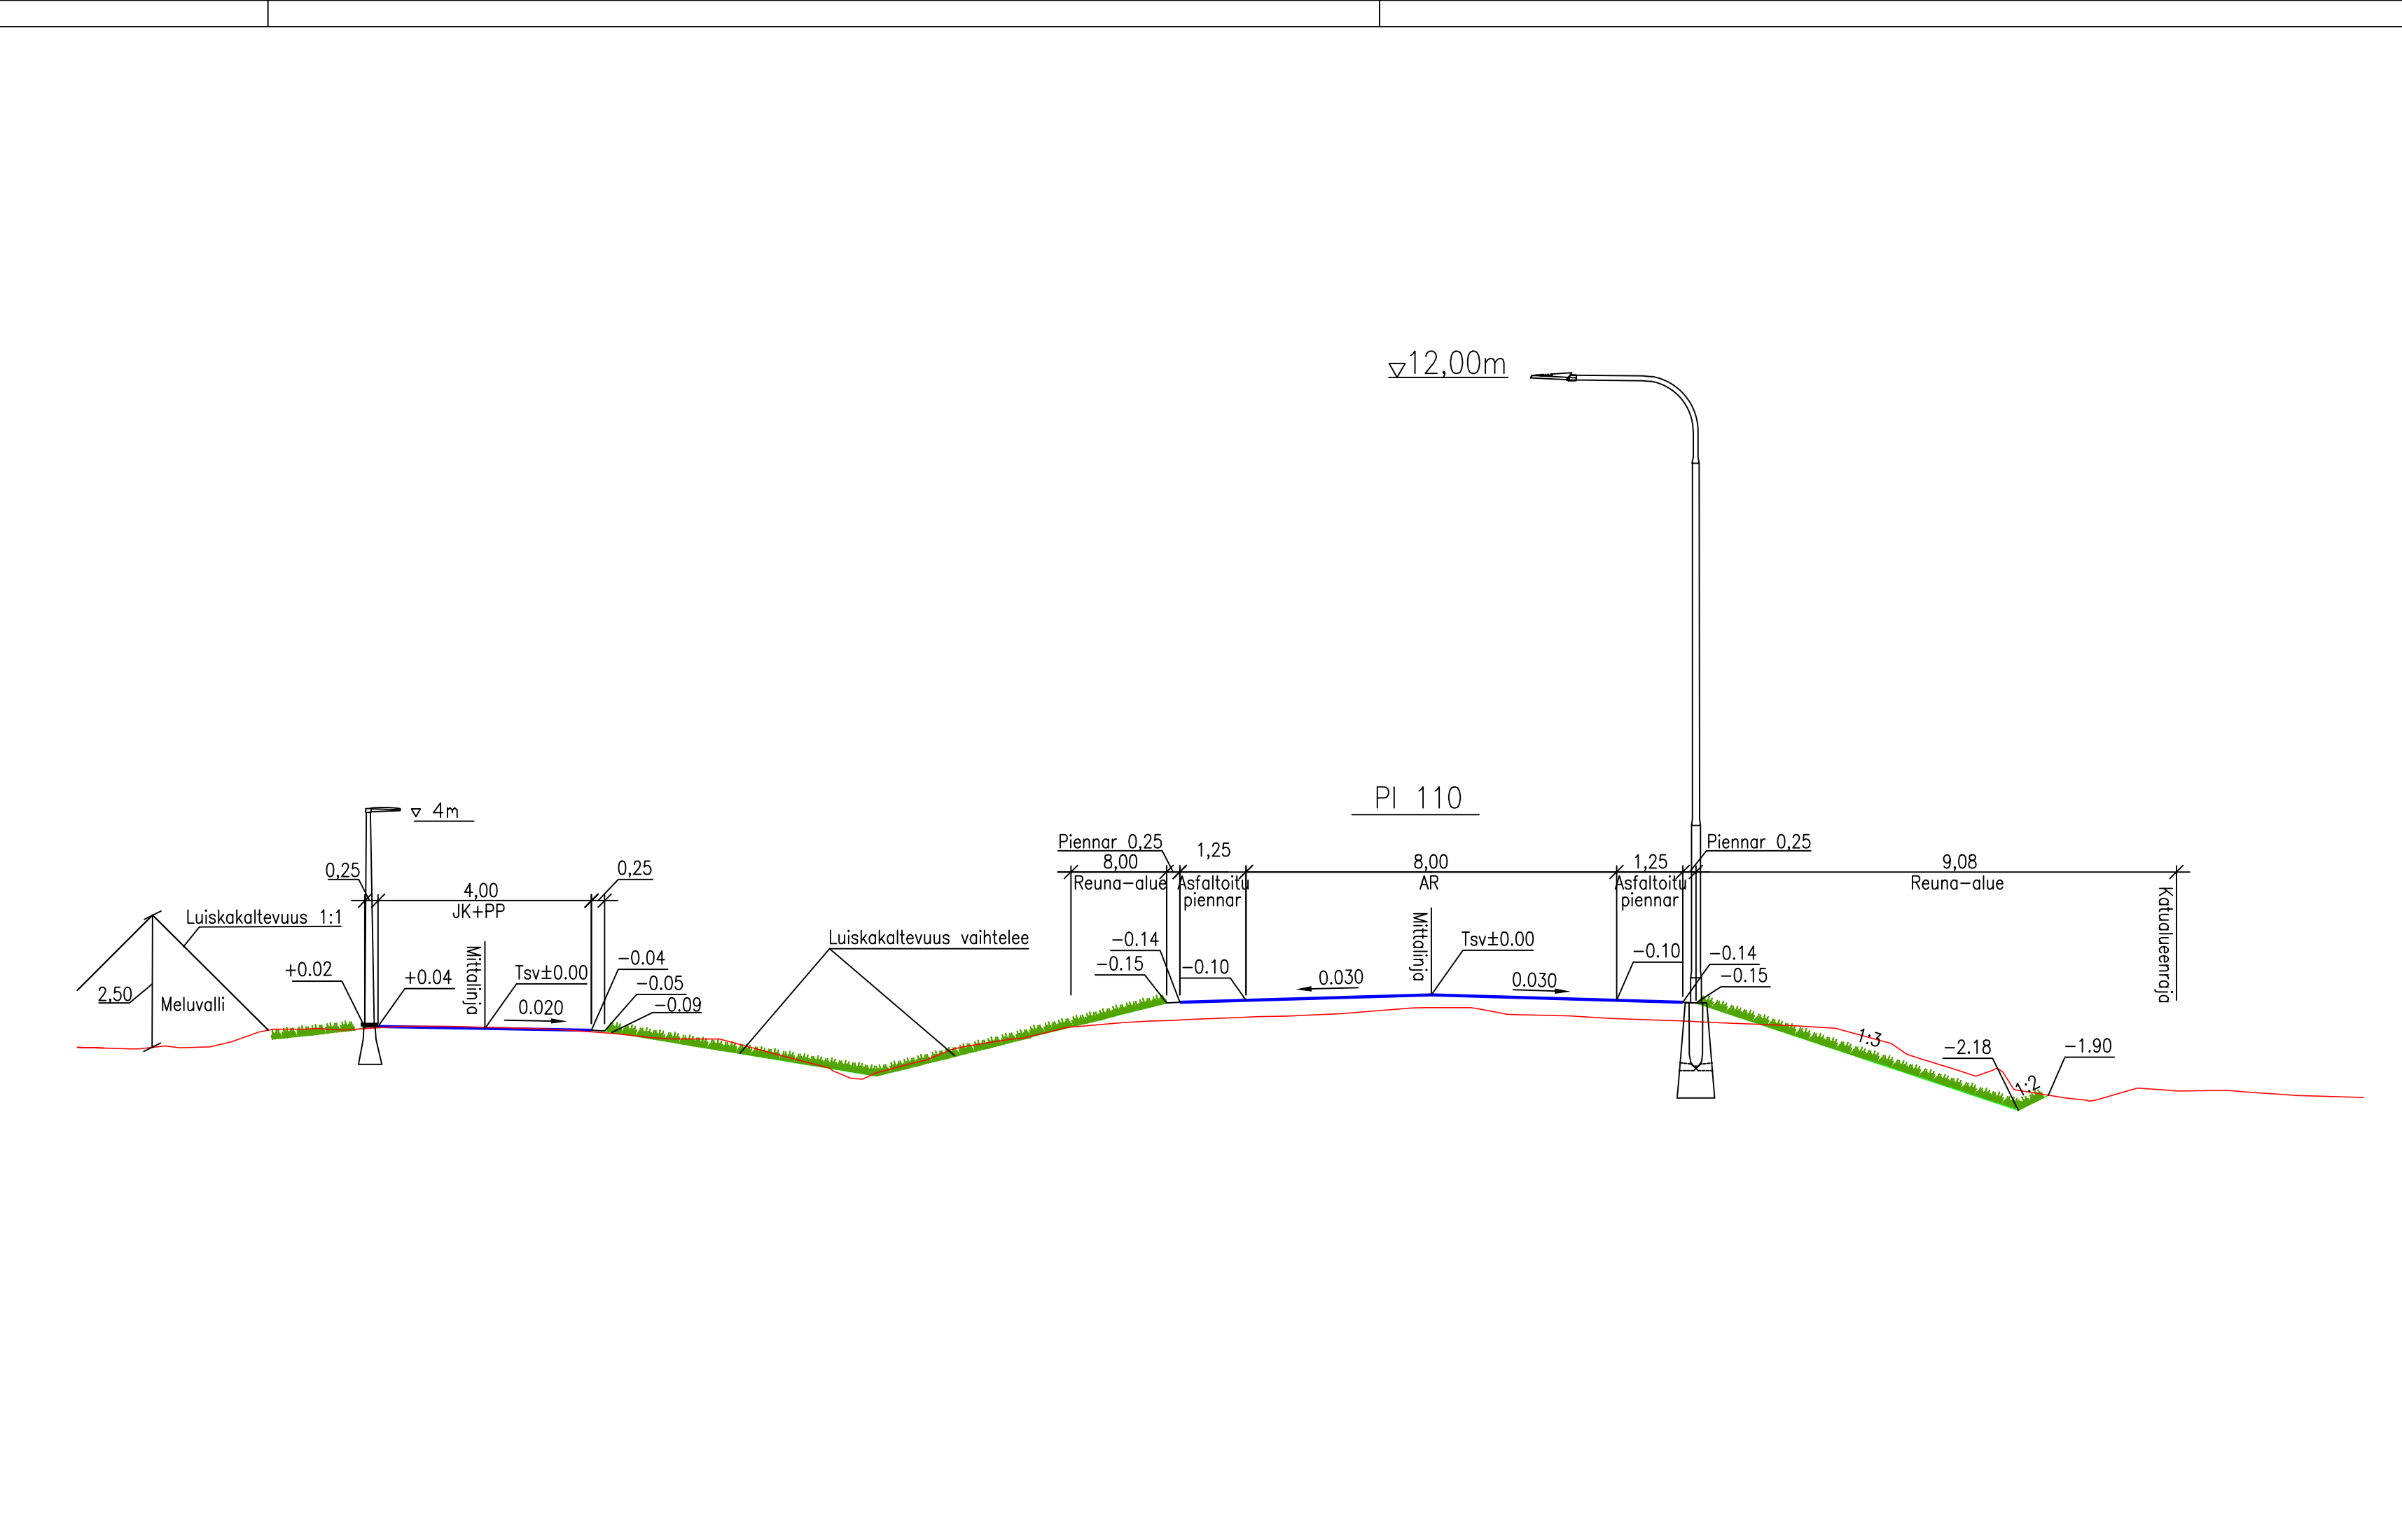 12,00m
Pl 110
4m
Piennar 0,25
1,25
Piennar 0,25
8,00
8,00
1,25
9,08
Reuna-alue
Asfaltoitu
piennar
AR
Asfaltoitu
piennar
Reuna-alue
0,25
4,00
0,25
JK+PP
Luiskakaltevuus 1:1
Luiskakaltevuus vaihtelee
Katualueenraja
Mittalinja
Mittalinja
-0.14
-0.15
-0.10
Tsv±0.00
0.030
0.030
-0.10
-0.14
-0.15
+0.02
+0.04
Tsv±0.00
0.020
-0.04
-0.05
-0.09
2,50
Meluvalli
1:3
-2.18
1:2
-1.90